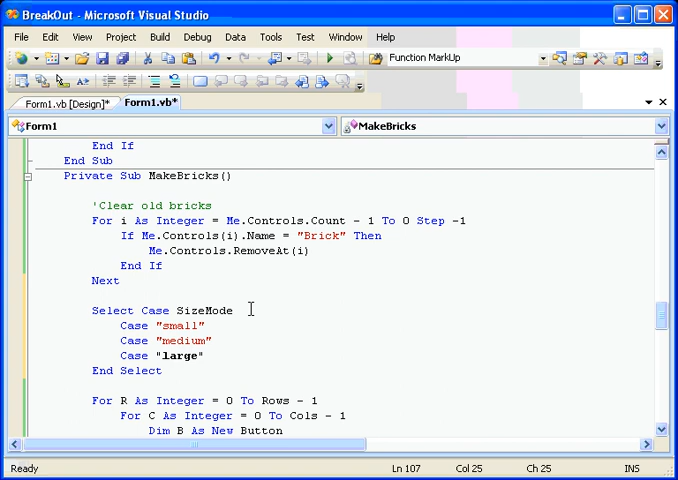 BreakOut - Microsoft Visual Studio
File Edit View Project Build Debug Data Tools Test Window Help
Function MarkUp
Form1.vb [Design]* Form1.vb*
Form1 MakeBricks
End If
End Sub
Private Sub MakeBricks()
'Clear old bricks
For i As Integer = Me.Controls.Count - 1 To 0 Step -1
If Me.Controls(i).Name = "Brick" Then
Me.Controls.RemoveAt(i)
End If
Next
Select Case SizeMode
Case "small"
Case "medium"
Case "large"
End Select
For R As Integer = 0 To Rows - 1
For C As Integer = 0 To Cols - 1
Dim B As New Button
Ready Ln 107 Col 25 Ch 25 INS